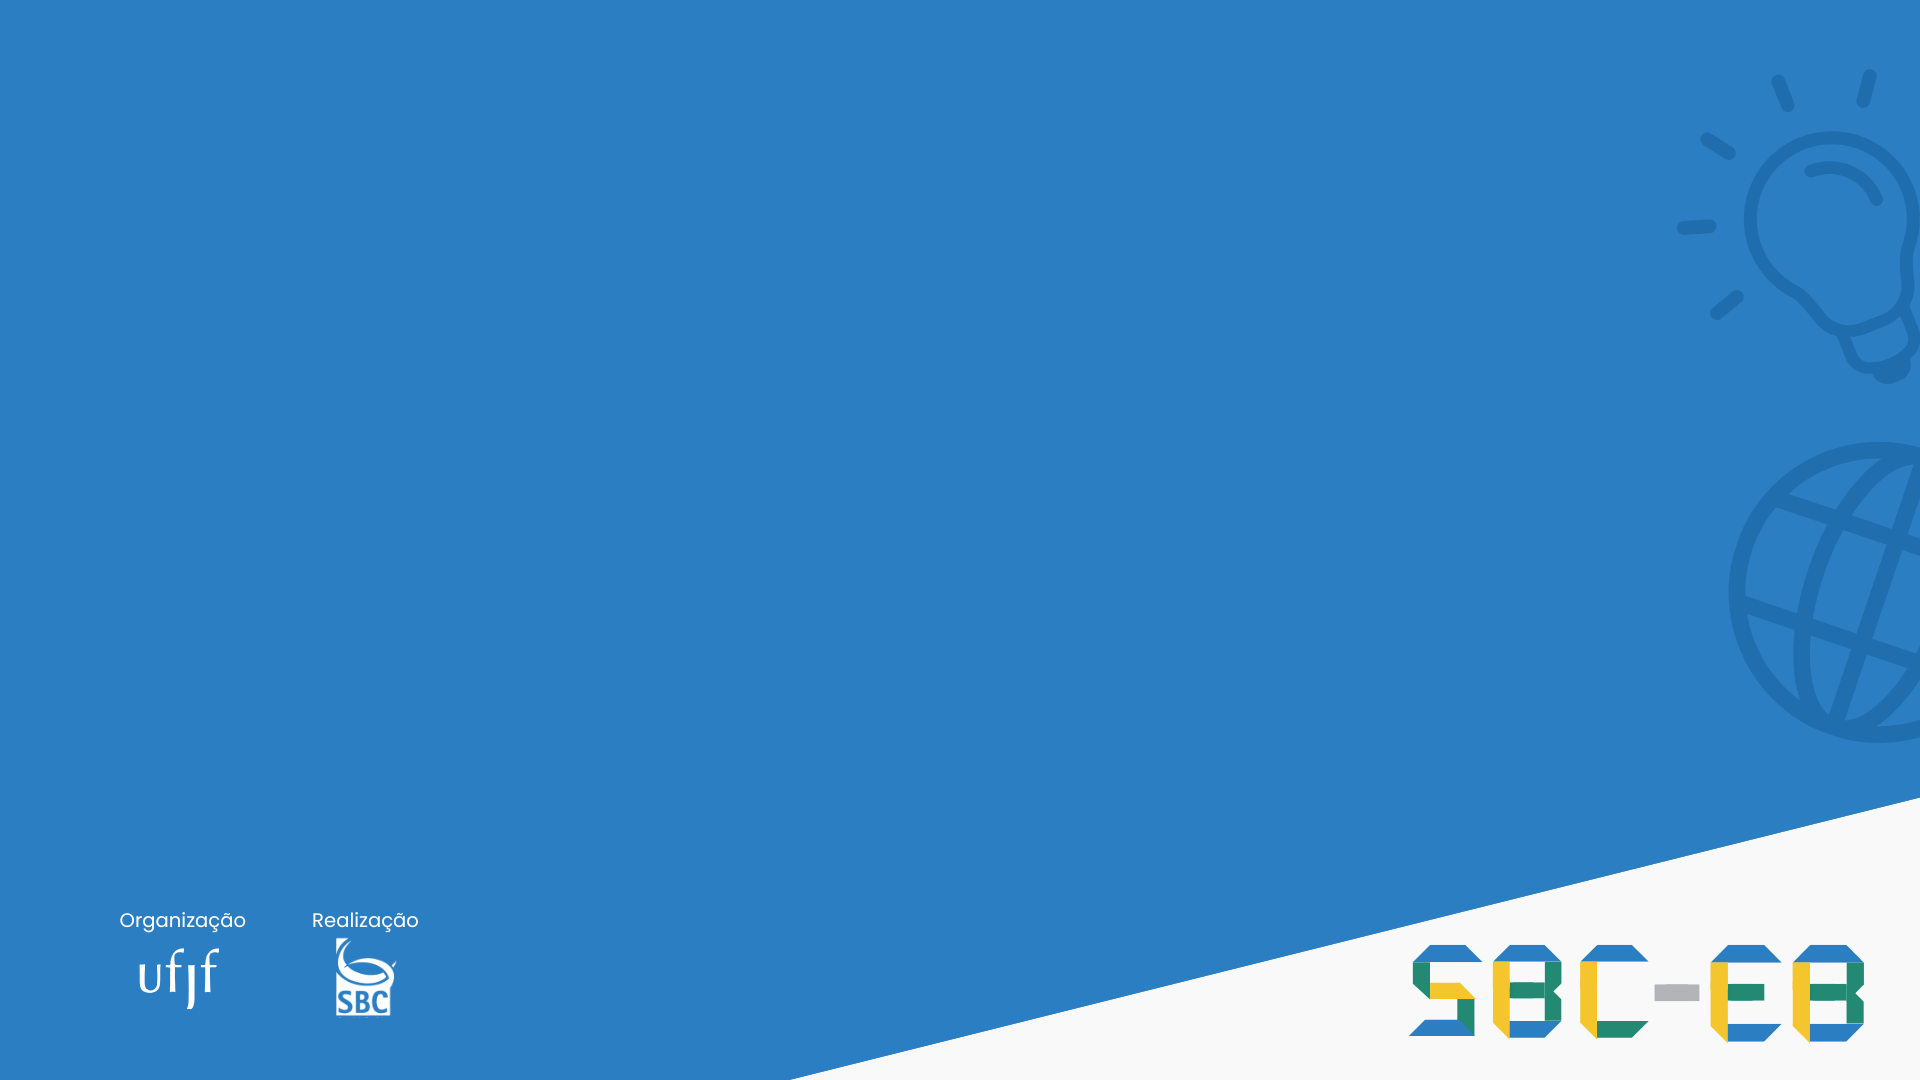 Organização
Realização
ufjf
SBC
SBC-EB